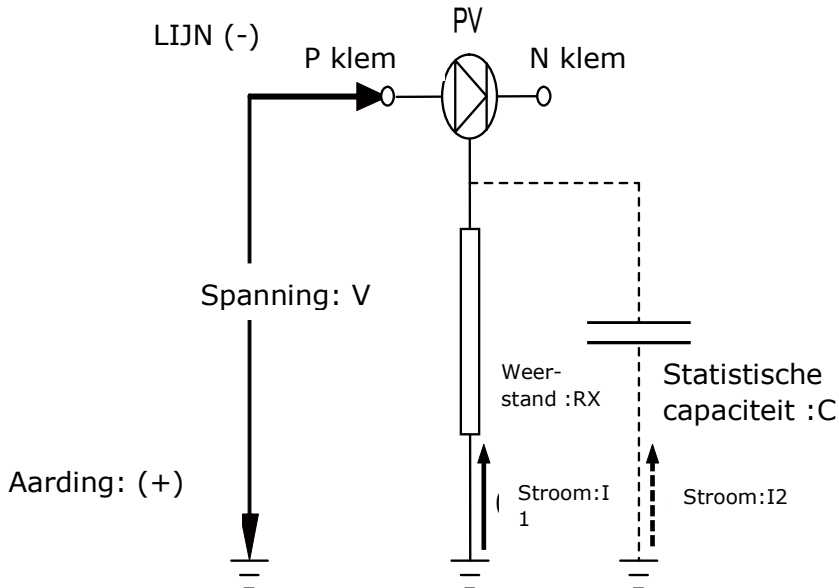 PV
LIJN (-)
P klem
N klem
Spanning: V
Weer-
stand :RX
Statistische
capaciteit :C
Aarding: (+)
Stroom:I
1
Stroom:I2